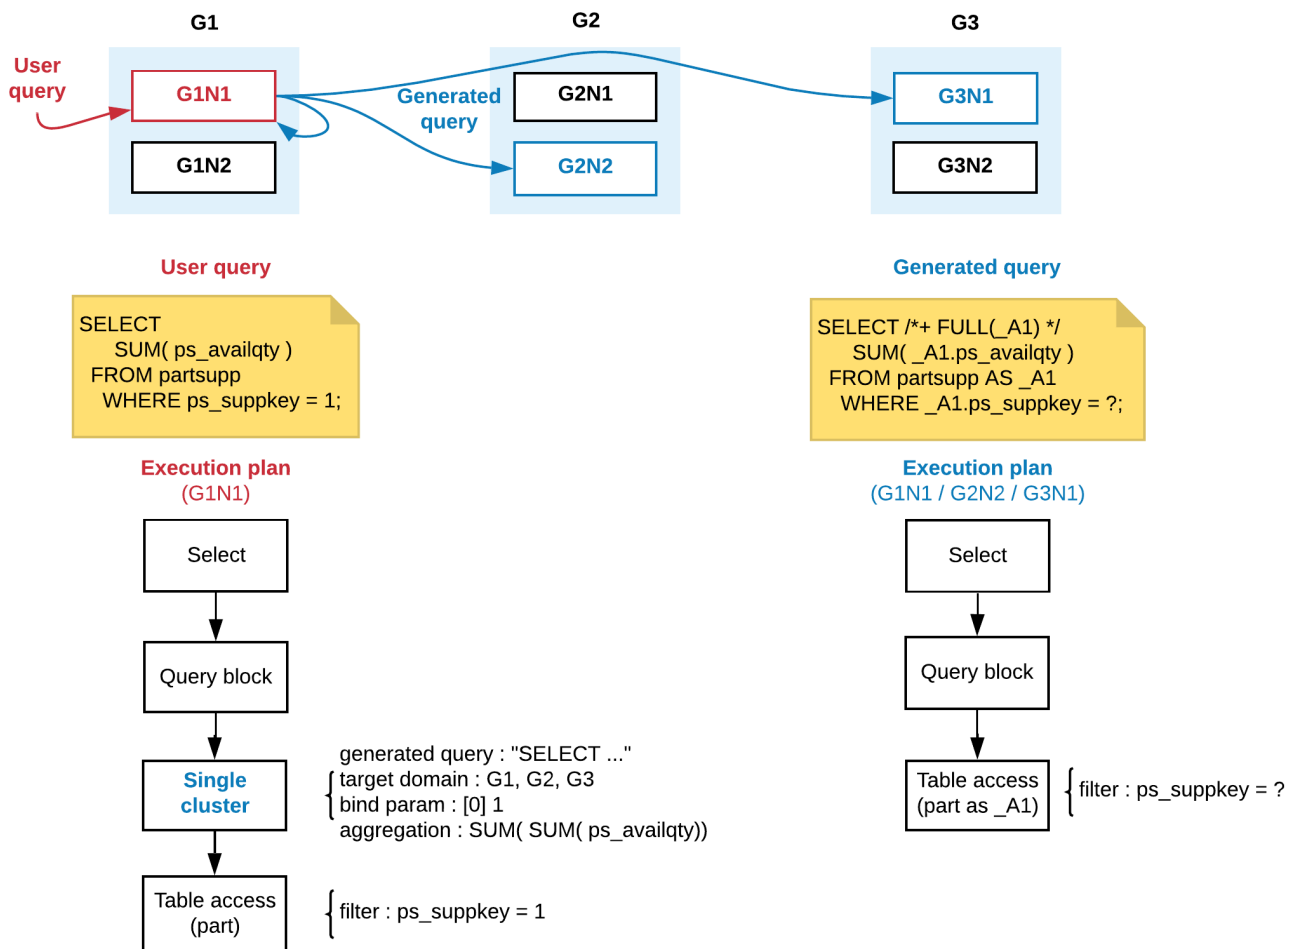 G1
G2
G3
User
query
G1N1
G1N2
Generated
query
G2N1
G2N2
G3N1
G3N2
User query
SELECT
SUM( ps_availqty )
FROM partsupp
WHERE ps_suppkey = 1;
Execution plan
(G1N1)
Select
Query block
Single
cluster
generated query : "SELECT ..."
target domain : G1, G2, G3
bind param : [0] 1
aggregation : SUM( SUM( ps_availqty))
Table access
(part)
filter : ps_suppkey = 1
Generated query
SELECT /*+ FULL(_A1) */
SUM( _A1.ps_availqty )
FROM partsupp AS _A1
WHERE _A1.ps_suppkey = ?;
Execution plan
(G1N1 / G2N2 / G3N1)
Select
Query block
Table access
(part as _A1)
filter : ps_suppkey = ?